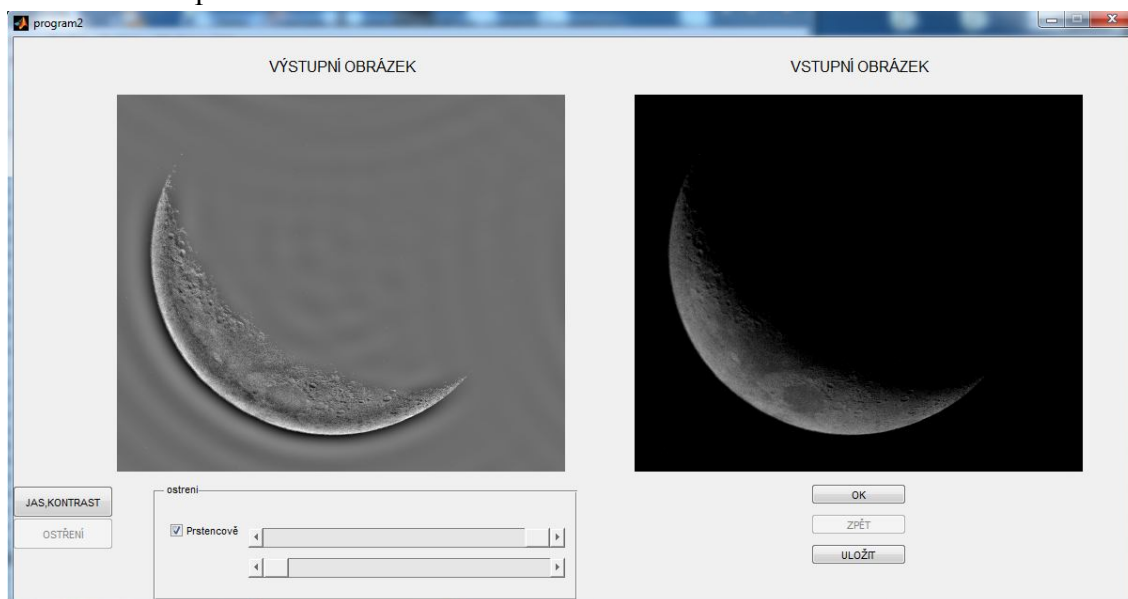 program2
VÝSTUPNÍ OBRÁZEK
VSTUPNÍ OBRÁZEK
JAS,KONTRAST
OSTŘENÍ
ostreni
Prstencově
OK
ZPĚT
ULOŽIT